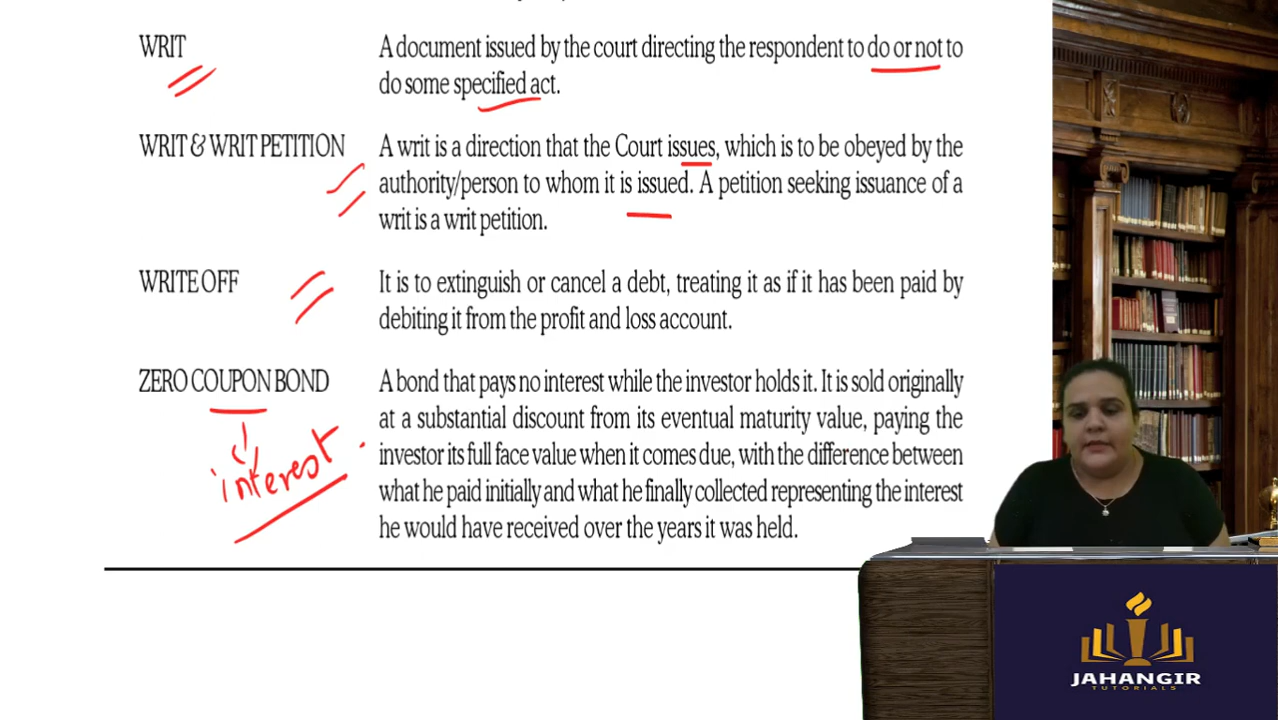 WRIT
A document issued by the court directing the respondent to do or not to
do some specified act.
WRIT & WRIT PETITION
A writ is a direction that the Court issues, which is to be obeyed by the
authority/person to whom it is issued. A petition seeking issuance of a
writ is a writ petition.
WRITE OFF
It is to extinguish or cancel a debt, treating it as if it has been paid by
debiting it from the profit and loss account.
ZERO COUPON BOND
A bond that pays no interest while the investor holds it. It is sold originally
at a substantial discount from its eventual maturity value, paying the
investor its full face value when it comes due, with the difference between
what he paid initially and what he finally collected representing the interest
he would have received over the years it was held.
interest
JAHANGIR
TUTORIALS